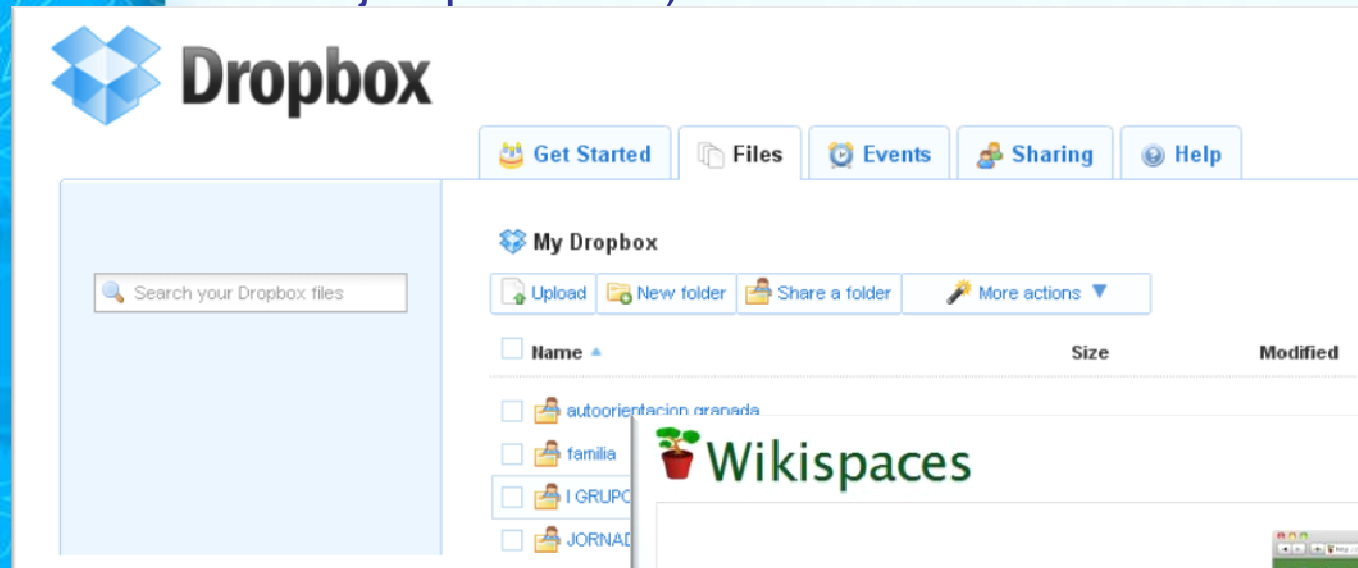 Dropbox
Get Started Files Events Sharing Help
My Dropbox
Search your Dropbox files
Upload New folder Share a folder More actions
Name Size Modified
autoorientacion granada
familia
I GRUPO
JORNAD
Wikispaces